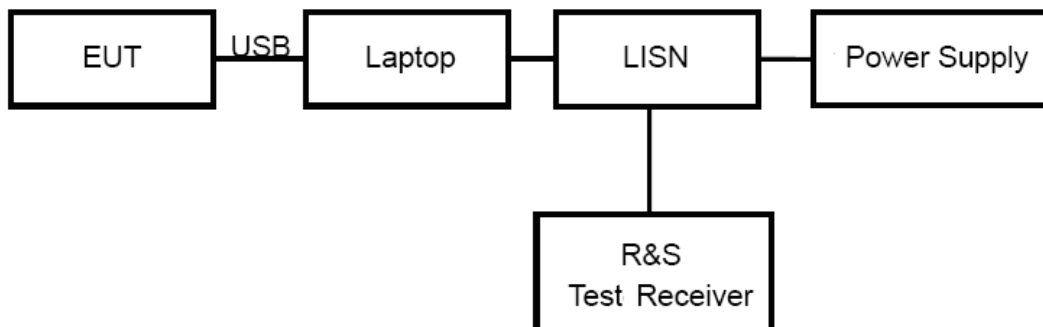 EUT
USB
Laptop
LISN
Power Supply
R&S
Test Receiver